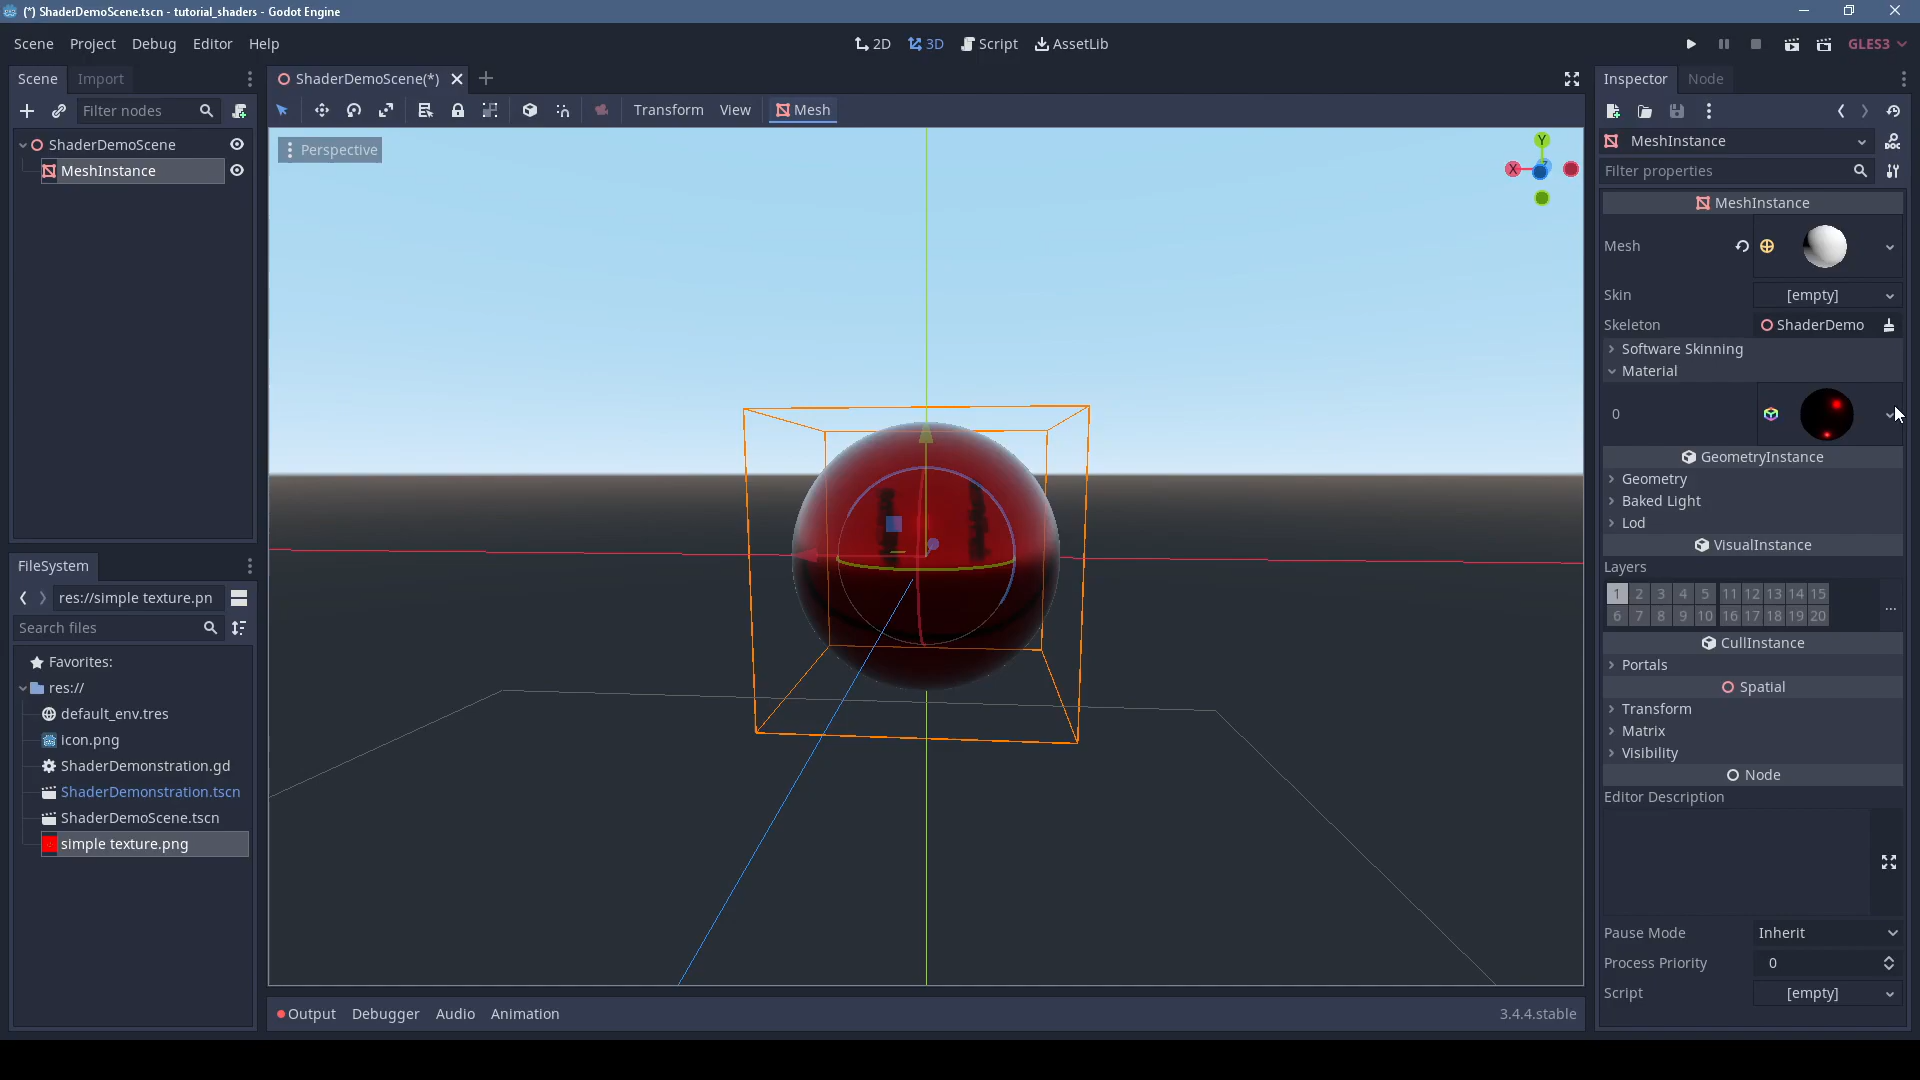 (*) ShaderDemoScene.tscn - tutorial_shaders - Godot Engine
Scene Project Debug Editor Help
2D 3D Script AssetLib
GLES3
Scene Import
ShaderDemoScene(*)
Inspector Node
Filter nodes
Transform View Mesh
ShaderDemoScene
MeshInstance
Perspective
Y
X
Z
MeshInstance
Filter properties
MeshInstance
Mesh
Skin [empty]
Skeleton ShaderDemo
Software Skinning
Material
0
GeometryInstance
Geometry
Baked Light
Lod
VisualInstance
Layers
1 2 3 4 5 11 12 13 14 15
6 7 8 9 10 16 17 18 19 20
...
CullInstance
Portals
Spatial
Transform
Matrix
Visibility
Node
Editor Description
Pause Mode Inherit
Process Priority 0
Script [empty]
FileSystem
res://simple texture.pn
Search files
Favorites:
res://
default_env.tres
icon.png
ShaderDemonstration.gd
ShaderDemonstration.tscn
ShaderDemoScene.tscn
simple texture.png
Output Debugger Audio Animation
3.4.4.stable